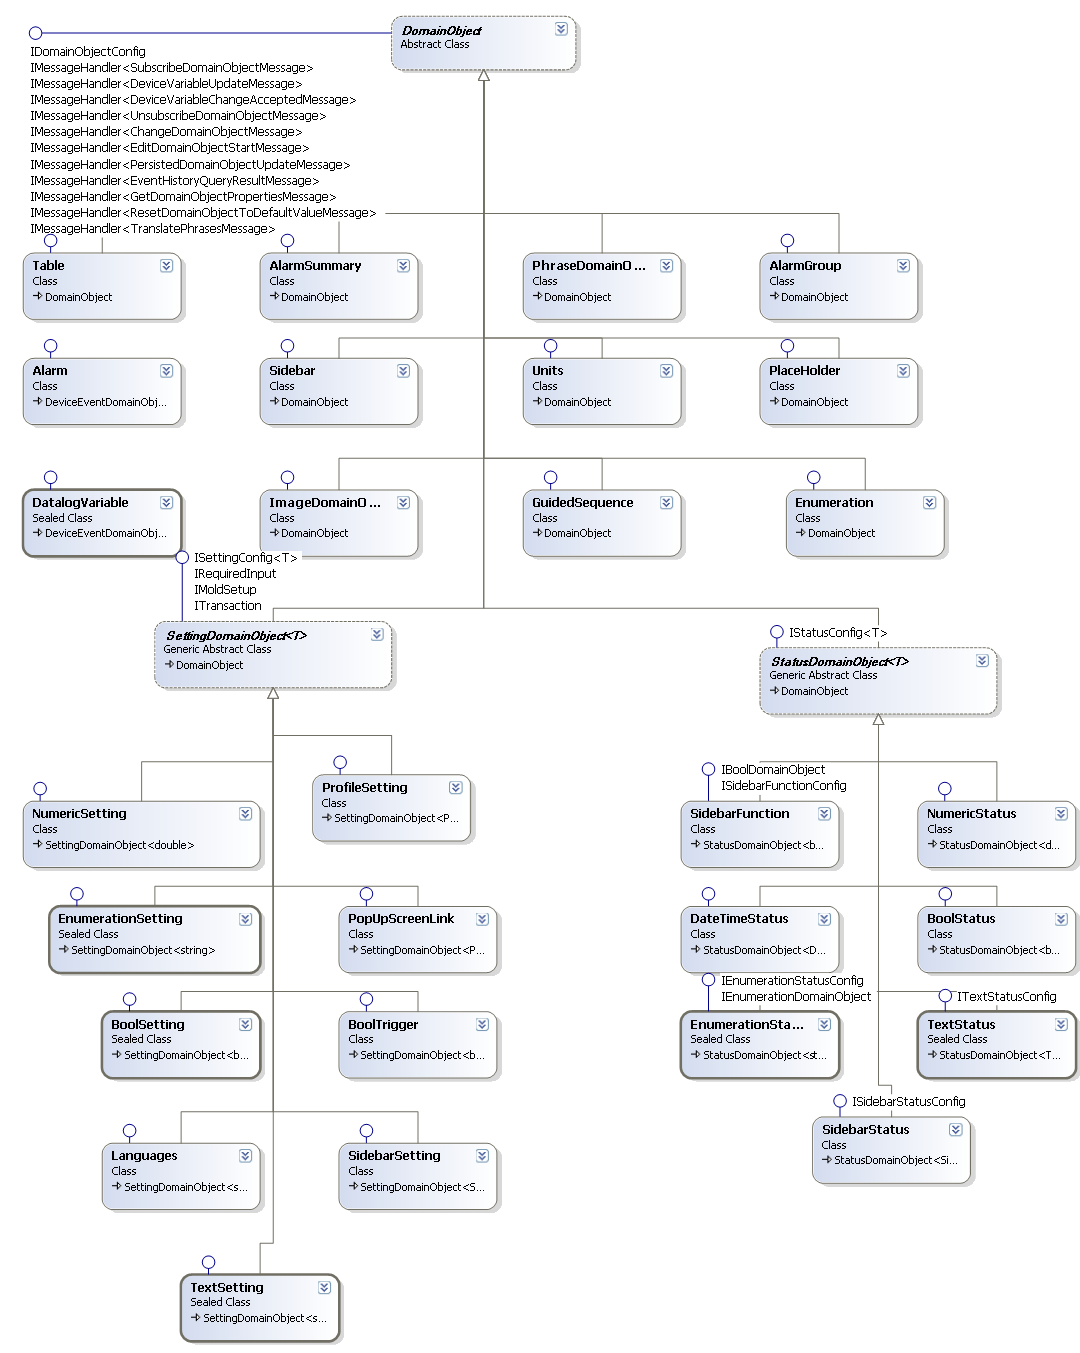 DomainObject
Abstract Class
IDomainObjectConfig
IMessageHandler<SubscribeDomainObjectMessage>
IMessageHandler<DeviceVariableUpdateMessage>
IMessageHandler<DeviceVariableChangeAcceptedMessage>
IMessageHandler<UnsubscribeDomainObjectMessage>
IMessageHandler<ChangeDomainObjectMessage>
IMessageHandler<EditDomainObjectStartMessage>
IMessageHandler<PersistedDomainObjectUpdateMessage>
IMessageHandler<EventHistoryQueryResultMessage>
IMessageHandler<GetDomainObjectPropertiesMessage>
IMessageHandler<ResetDomainObjectToDefaultValueMessage>
IMessageHandler<TranslatePhrasesMessage>
Table
Class
DomainObject
AlarmSummary
Class
DomainObject
PhraseDomainO...
Class
DomainObject
AlarmGroup
Class
DomainObject
Alarm
Class
DeviceEventDomainObj...
Sidebar
Class
DomainObject
Units
Class
DomainObject
PlaceHolder
Class
DomainObject
DatalogVariable
Sealed Class
DeviceEventDomainObj...
ImageDomainO...
Class
DomainObject
GuidedSequence
Class
DomainObject
Enumeration
Class
DomainObject
ISettingConfig<T>
IRequiredInput
IMoldSetup
ITransaction
SettingDomainObject<T>
Generic Abstract Class
DomainObject
IStatusConfig<T>
StatusDomainObject<T>
Generic Abstract Class
DomainObject
NumericSetting
Class
SettingDomainObject<double>
ProfileSetting
Class
SettingDomainObject<P...
IBoolDomainObject
ISidebarFunctionConfig
SidebarFunction
Class
StatusDomainObject<b...
NumericStatus
Class
StatusDomainObject<d...
EnumerationSetting
Sealed Class
SettingDomainObject<string>
PopUpScreenLink
Class
SettingDomainObject<P...
DateTimeStatus
Class
StatusDomainObject<D...
BoolStatus
Class
StatusDomainObject<b...
BoolSetting
Sealed Class
SettingDomainObject<b...
BoolTrigger
Class
SettingDomainObject<b...
IEnumerationStatusConfig
IEnumerationDomainObject
EnumerationSta...
Sealed Class
StatusDomainObject<st...
ITextStatusConfig
TextStatus
Sealed Class
StatusDomainObject<T...
Languages
Class
SettingDomainObject<s...
SidebarSetting
Class
SettingDomainObject<S...
ISidebarStatusConfig
SidebarStatus
Class
StatusDomainObject<Si...
TextSetting
Sealed Class
SettingDomainObject<s...